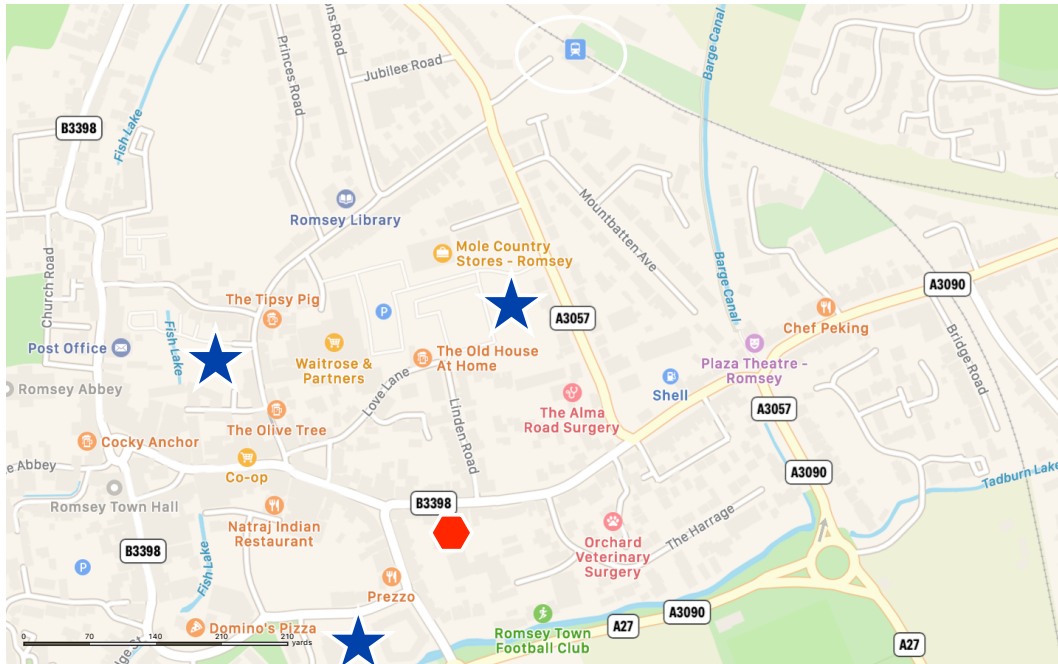 ons Road
Princes Road
Jubilee Road
Barge Canal
B3398
Fish Lake
Romsey Library
Mountbatten Ave
Mole Country
Stores - Romsey
Church Road
Barge Canal
A3090
The Tipsy Pig
Chef Peking
P
A3057
Fish Lake
Post Office
Waitrose &
Partners
The Old House
At Home
Plaza Theatre -
Romsey
Bridge Road
Romsey Abbey
Love Lane
Shell
The Olive Tree
Linden Road
The Alma
Road Surgery
A3057
Cocky Anchor
e Abbey
Co-op
A3090
Tadburn Lake
Romsey Town Hall
B3398
Natraj Indian
Restaurant
The Harrage
Orchard
Veterinary
Surgery
B3398
P
Fish Lake
Prezzo
A3090
Domino's Pizza
Romsey Town
Football Club
A27
A27
0 70 140 210 210
yards
dge St